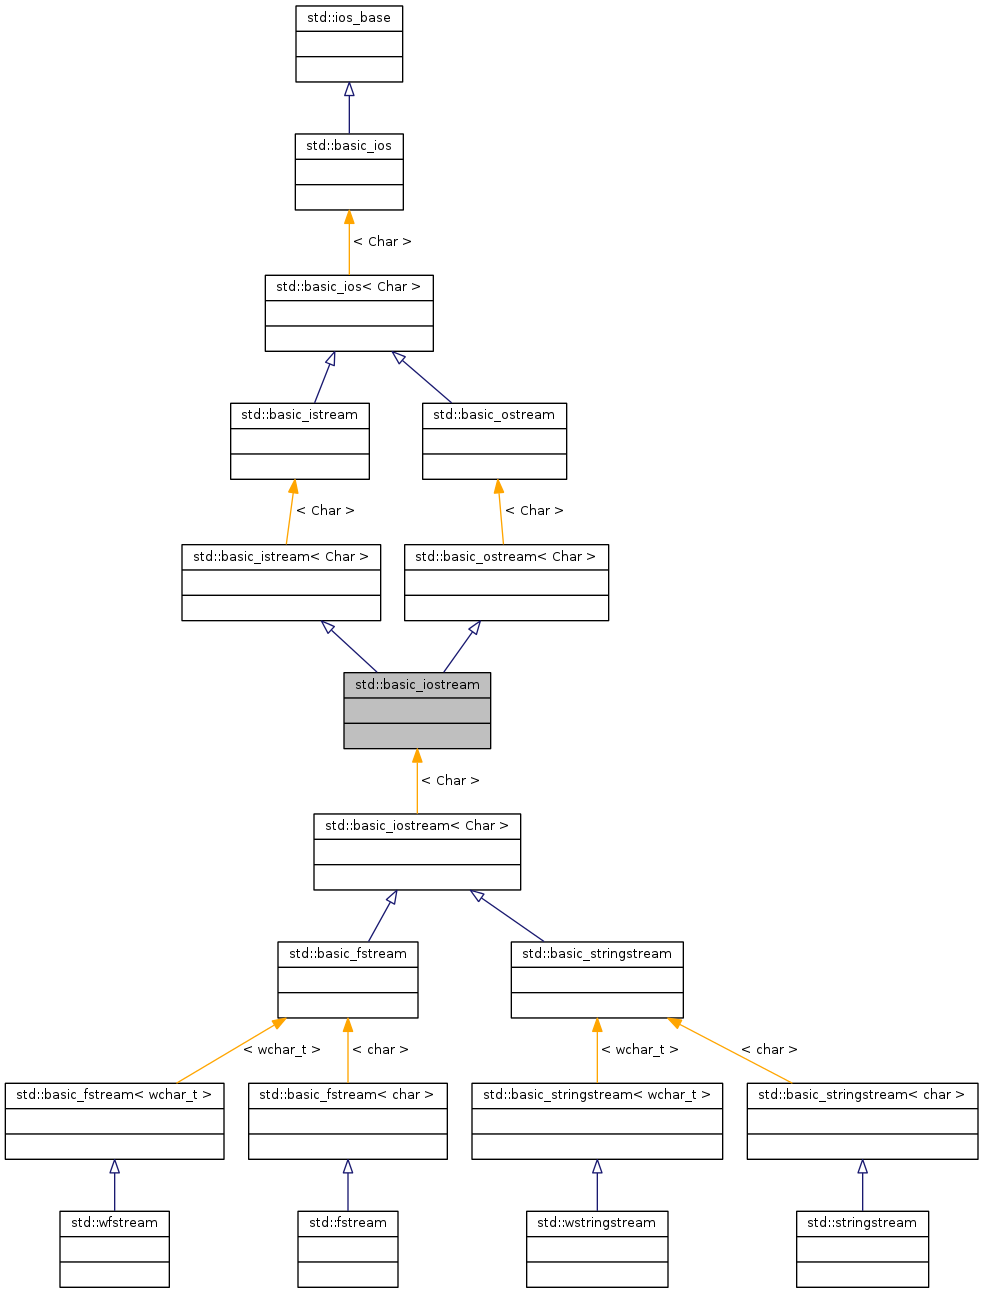 std::ios_base
std::basic_ios
< Char >
std::basic_ios< Char >
std::basic_istream
std::basic_ostream
< Char >
< Char >
std::basic_istream< Char >
std::basic_ostream< Char >
std::basic_iostream
< Char >
std::basic_iostream< Char >
std::basic_fstream
std::basic_stringstream
< wchar_t >
< char >
< wchar_t >
< char >
std::basic_fstream< wchar_t >
std::basic_fstream< char >
std::basic_stringstream< wchar_t >
std::basic_stringstream< char >
std::wfstream
std::fstream
std::wstringstream
std::stringstream